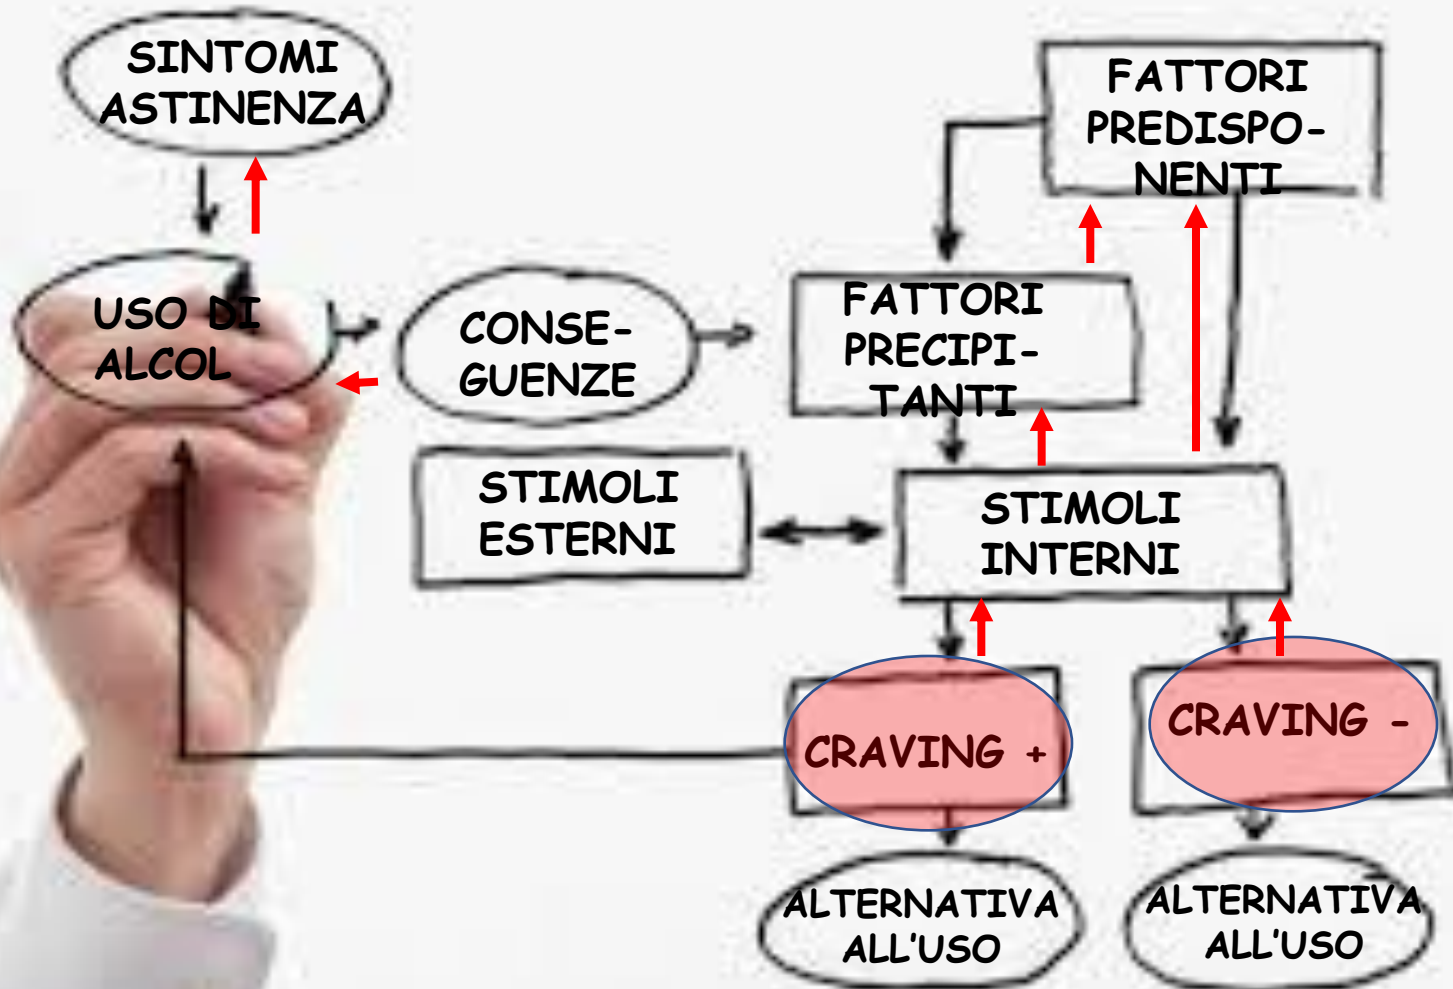 SINTOMI
ASTINENZA
FATTORI
PREDISPO-
NENTI
USO DI
ALCOL
CONSE-
GUENZE
FATTORI
PRECIPI-
TANTI
STIMOLI
ESTERNI
STIMOLI
INTERNI
CRAVING +
CRAVING -
ALTERNATIVA
ALL'USO
ALTERNATIVA
ALL'USO